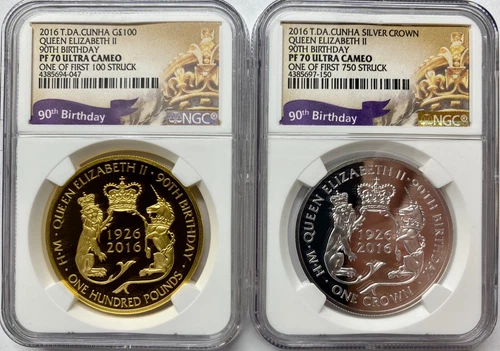 2016 T.DA.CUNHA G£100
QUEEN ELIZABETH II
90TH BIRTHDAY
PF 70 ULTRA CAMEO
ONE OF FIRST 100 STRUCK
4385694-047
90th Birthday
NGC
H·M·QUEEN ELIZABETH II·90TH BIRTHDAY·
1926
2016
ONE HUNDRED POUNDS
2016 T.DA.CUNHA SILVER CROWN
QUEEN ELIZABETH II
90TH BIRTHDAY
PF 70 ULTRA CAMEO
ONE OF FIRST 750 STRUCK
4385697-150
90th Birthday
NGC
H·M·QUEEN ELIZABETH II·90TH BIRTHDAY·
1926
2016
ONE CROWN